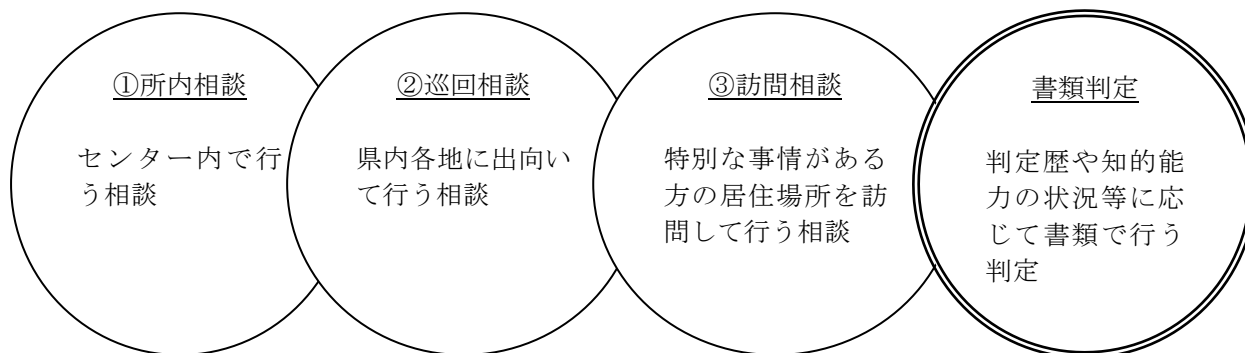 ①所内相談
センター内で行
う相談
②巡回相談
県内各地に出向い
て行う相談
③訪問相談
特別な事情がある
方の居住場所を訪
問して行う相談
書類判定
判定歴や知的能
力の状況等に応
じて書類で行う
判定